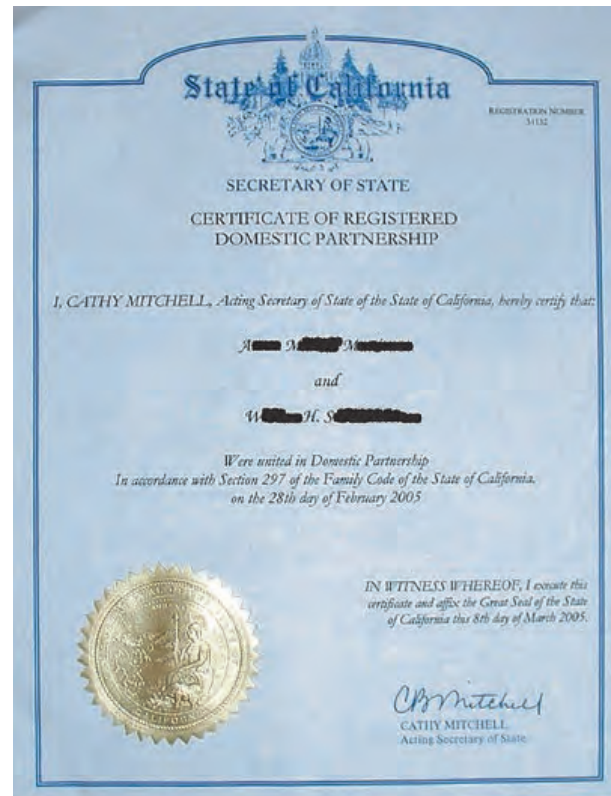 State of California
REGISTRATION NUMBER
SECRETARY OF STATE
CERTIFICATE OF REGISTERED
DOMESTIC PARTNERSHIP
I, CATHY MITCHELL, Acting Secretary of State of the State of California, hereby certify that:
A M M
and
W H. S
Were united in Domestic Partnership
In accordance with Section 297 of the Family Code of the State of California.
on the 28th day of February 2005
IN WITNESS WHEREOF, I execute this
certificate and affix the Great Seal of the State
of California this 8th day of March 2005.
CB Mitchell
CATHY MITCHELL
Acting Secretary of State